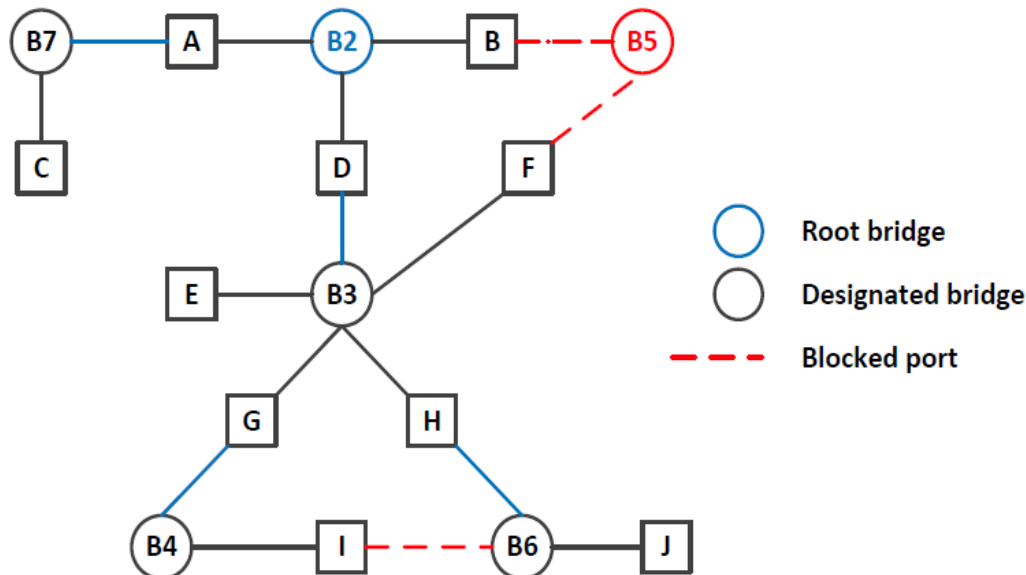 B7
A
B2
B
B5
C
D
F
E
B3
G
H
B4
I
B6
J
Root bridge
Designated bridge
Blocked port